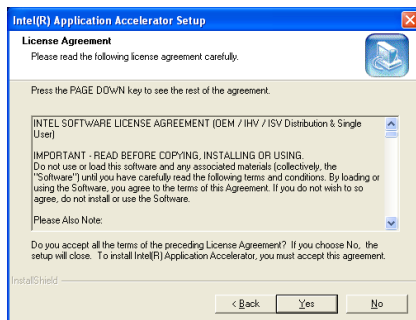 Intel(R) Application Accelerator Setup
License Agreement
Please read the following license agreement carefully.
Press the PAGE DOWN key to see the rest of the agreement.
INTEL SOFTWARE LICENSE AGREEMENT (OEM / IHV / ISV Distribution & Single
User)
IMPORTANT - READ BEFORE COPYING, INSTALLING OR USING.
Do not use or load this software and any associated materials (collectively, the
"Software") until you have carefully read the following terms and conditions. By loading or
using the Software, you agree to the terms of this Agreement. If you do not wish to so
agree, do not install or use the Software.
Please Also Note:
Do you accept all the terms of the preceding License Agreement? If you choose No, the
setup will close. To install Intel(R) Application Accelerator, you must accept this agreement.
InstallShield
< Back Yes No